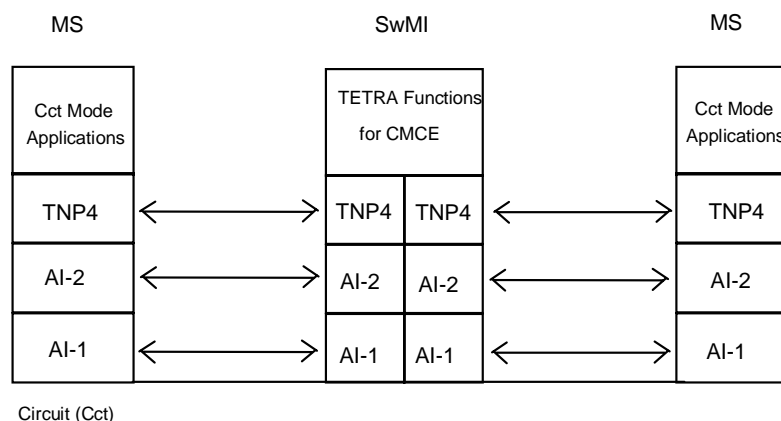 MS
SwMI
MS
Cct Mode
Applications
TETRA Functions
for CMCE
Cct Mode
Applications
TNP4
TNP4
TNP4
TNP4
AI-2
AI-2
AI-2
AI-2
AI-1
AI-1
AI-1
AI-1
Circuit (Cct)